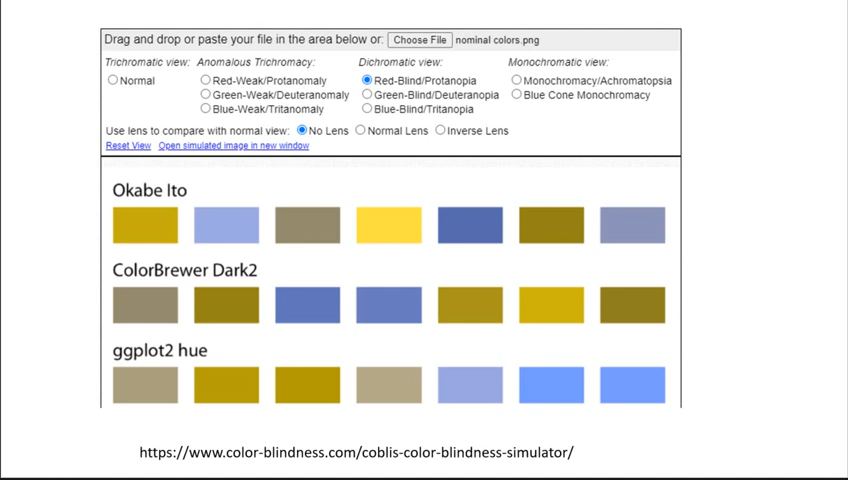 Drag and drop or paste your file in the area below or: Choose File nominal colors.png
Trichromatic view: Anomalous Trichromacy: Dichromatic view: Monochromatic view:
Normal Red-Weak/Protanomaly Red-Blind/Protanopia Monochromacy/Achromatopsia
Green-Weak/Deuteranomaly Green-Blind/Deuteranopia Blue Cone Monochromacy
Blue-Weak/Tritanomaly Blue-Blind/Tritanopia
Use lens to compare with normal view: No Lens Normal Lens Inverse Lens
Reset View Open simulated image in new window
Okabe Ito
ColorBrewer Dark2
ggplot2 hue
https://www.color-blindness.com/coblis-color-blindness-simulator/